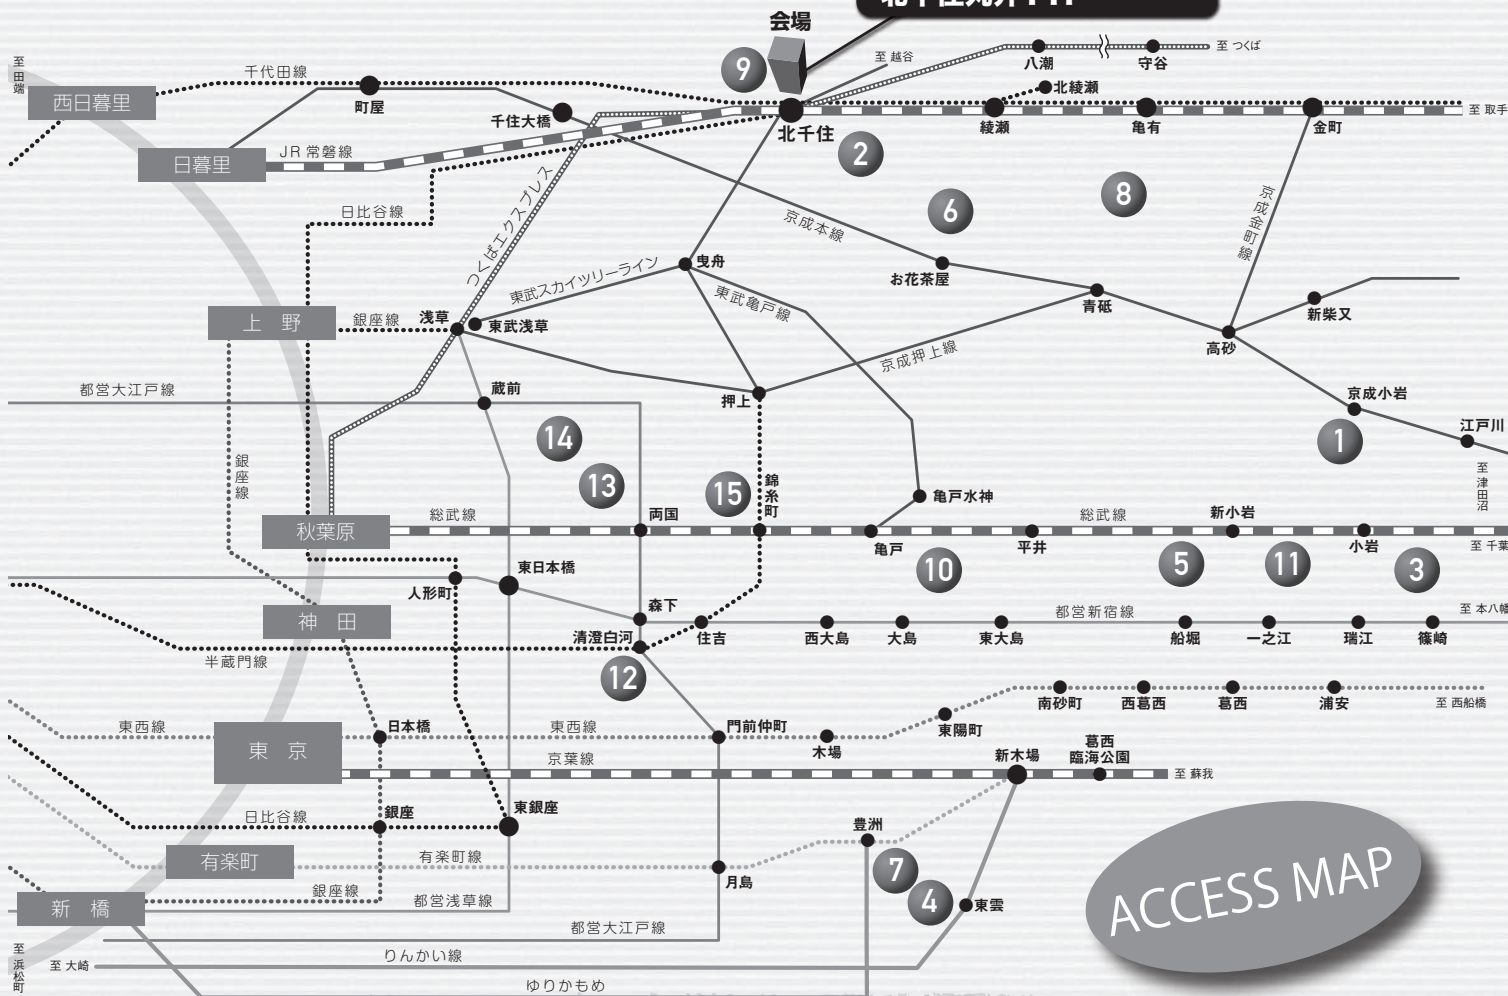 会場
9
至 越谷
八潮
守谷
至 つくば
至田端
千代田線
西日暮里
町屋
千住大橋
北千住
北綾瀬
綾瀬
亀有
金町
至 取手
JR 常磐線
日暮里
2
日比谷線
つくばエクスプレス
6
8
京成本線
京成金町線
曳舟
東武スカイツリーライン
お花茶屋
東武亀戸線
青砥
新柴又
上 野
銀座線
浅草
東武浅草
高砂
京成押上線
都営大江戸線
蔵前
押上
京成小岩
江戸川
1
14
13
15
銀座線
錦糸町
亀戸水神
至津田沼
秋葉原
総武線
両国
総武線
新小岩
亀戸
平井
小岩
至 千葉
10
5
11
3
東日本橋
人形町
神 田
森下
清澄白河
都営新宿線
至 本八幡
住吉
西大島
大島
東大島
船堀
一之江
瑞江
篠崎
半蔵門線
12
南砂町
西葛西
葛西
浦安
至 西船橋
東西線
日本橋
東西線
門前仲町
木場
東陽町
東 京
京葉線
新木場
葛西
臨海公園
至 蘇我
日比谷線
銀座
東銀座
豊洲
有楽町
有楽町線
月島
7
4
東雲
ACCESS MAP
銀座線
新 橋
都営浅草線
都営大江戸線
至浜松町
至 大崎
りんかい線
ゆりかもめ